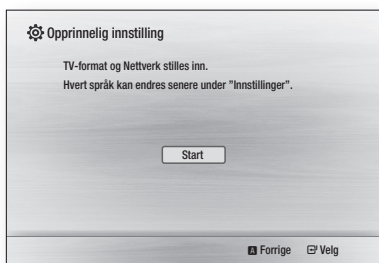 Opprinnelig innstilling
TV-format og Nettverk stilles inn.
Hvert språk kan endres senere under "Innstillinger".
Start
A Forrige Velg